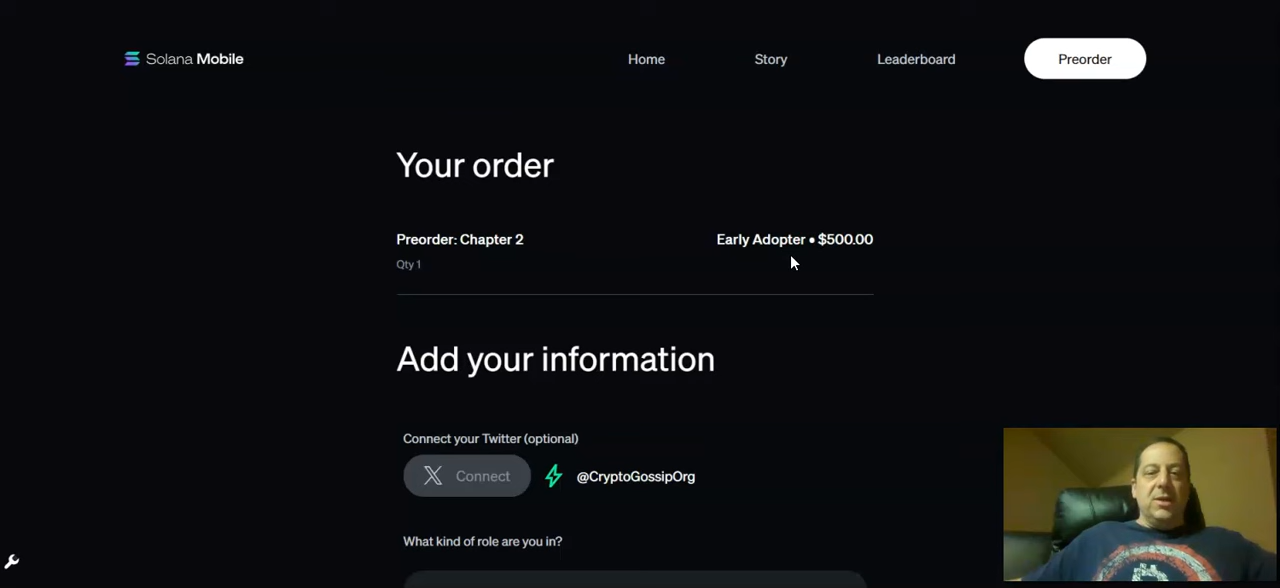 Solana Mobile
Home
Story
Leaderboard
Preorder
Your order
Preorder: Chapter 2
Early Adopter • $500.00
Qty 1
Add your information
Connect your Twitter (optional)
Connect
@CryptoGossipOrg
What kind of role are you in?